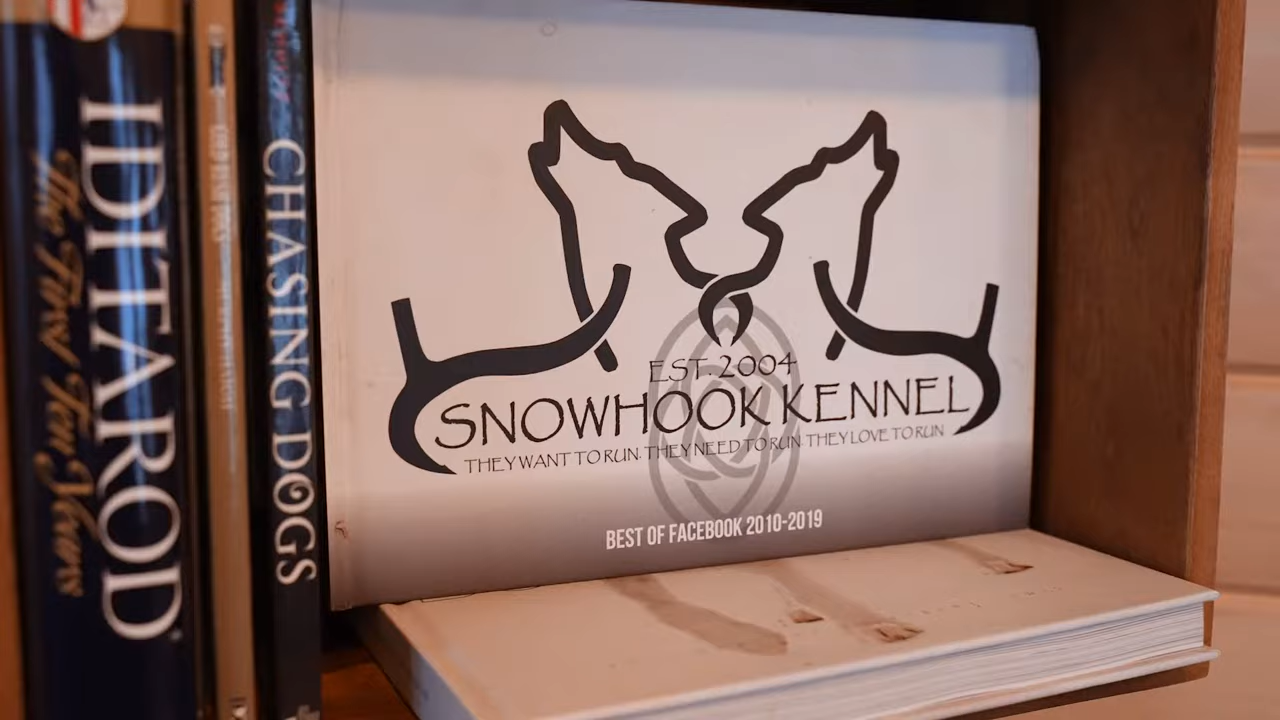 IDITAROD
The First Ten Years
CHASING DOGS
EST. 2004
SNOWHOOK KENNEL
THEY WANT TO RUN. THEY NEED TO RUN. THEY LOVE TO RUN
BEST OF FACEBOOK 2010-2019